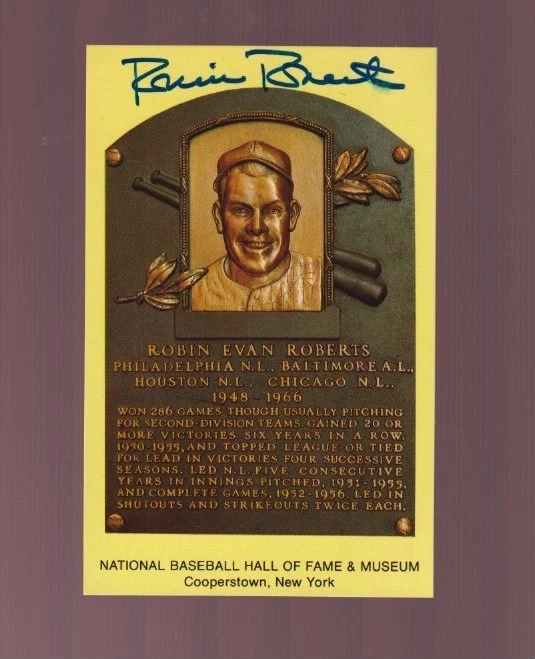 Robin Roberts
ROBIN EVAN ROBERTS
PHILADELPHIA N.L., BALTIMORE A.L.,
HOUSTON N.L., CHICAGO N.L.,
1948-1966
WON 286 GAMES THOUGH USUALLY PITCHING
FOR SECOND DIVISION TEAMS. GAINED 20 OR
MORE VICTORIES SIX YEARS IN A ROW,
1950-1955, AND TOPPED LEAGUE OR TIED
FOR LEAD IN VICTORIES FOUR SUCCESSIVE
SEASONS. LED N.L. FIVE CONSECUTIVE
YEARS IN INNINGS PITCHED, 1951-1955,
AND COMPLETE GAMES, 1952-1956. LED IN
SHUTOUTS AND STRIKEOUTS TWICE EACH.
NATIONAL BASEBALL HALL OF FAME & MUSEUM
Cooperstown, New York